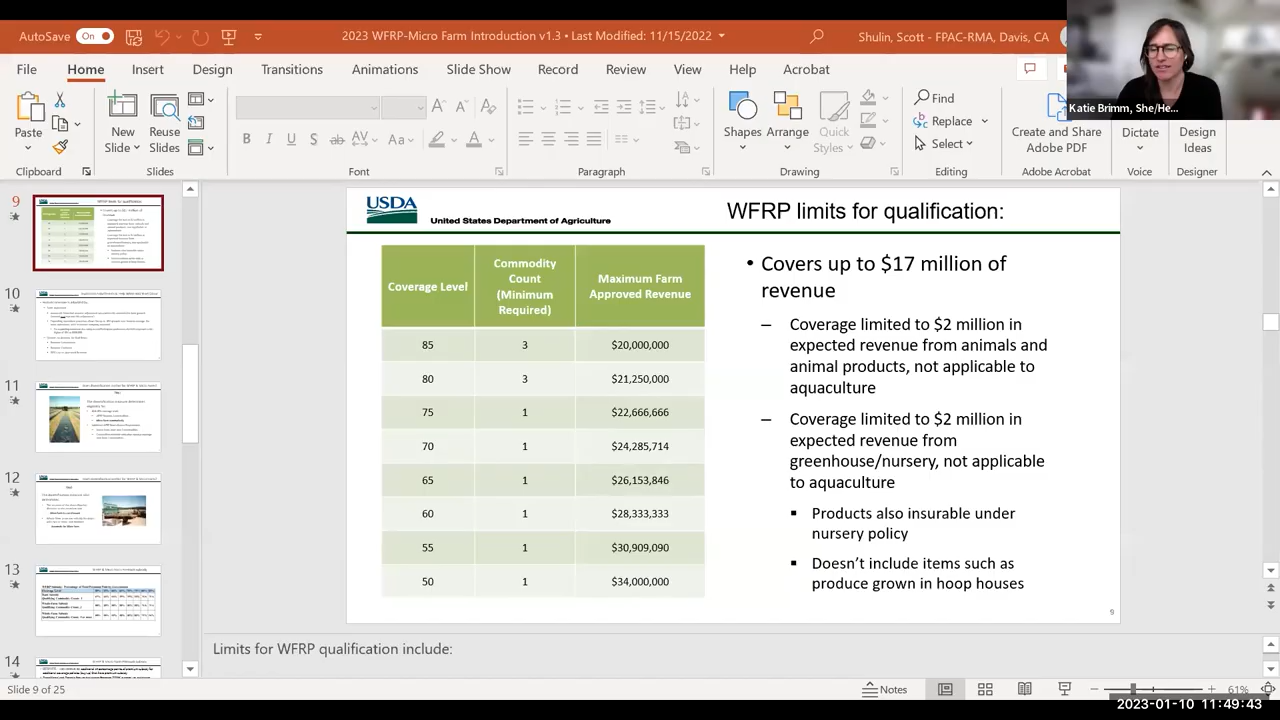 AutoSave
On
2023 WFRP-Micro Farm Introduction v1.3 • Last Modified: 11/15/2022
Shulin, Scott - FPAC-RMA, Davis, CA
File
Home
Insert
Design
Transitions
Animations
Slide Show
Record
Review
View
Help
Acrobat
Katie Brimm, She/He...
Paste
New
Slide
Reuse
Slides
Shapes
Arrange
Quick
Styles
Find
Replace
Select
Create and Share
Adobe PDF
Dictate
Design
Ideas
Clipboard
Slides
Font
Paragraph
Drawing
Editing
Adobe Acrobat
Voice
Designer
9
10
11
12
13
14
USDA
United States Department of Agriculture
WFRP limits for qualification:
Coverage Level
Commodity
Count
(Minimum
Maximum Farm
Approved Revenue
85 3 $20,000,000
80 3 $21,250,000
75 1 $22,666,666
70 1 $24,285,714
65 1 $26,153,846
60 1 $28,333,333
55 1 $30,909,090
50 1 $34,000,000
• Covers up to $17 million of
revenue
– Coverage limited to $2 million in
expected revenue from animals and
animal products, not applicable to
aquaculture
– Coverage limited to $2 million in
expected revenue from
greenhouse/nursery, not applicable
to aquaculture
▪ Products also insurable under
nursery policy
▪ Doesn't include items such as
produce grown in hoop houses
9
Limits for WFRP qualification include:
Slide 9 of 25
Notes
61%
2023-01-10 11:49:43